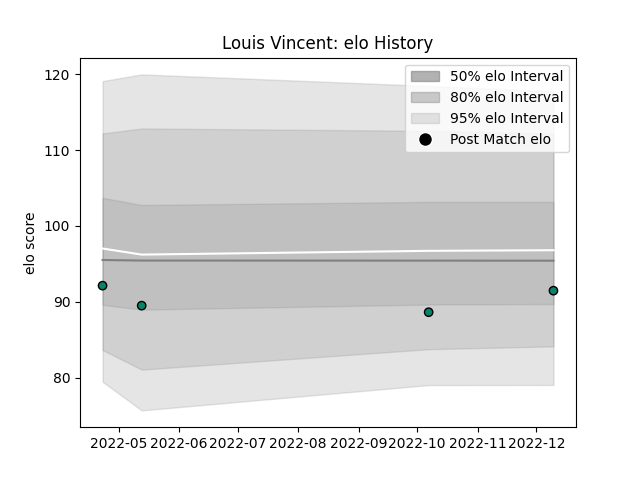 Louis Vincent: elo History
120
110
100
90
80
elo score
50% elo Interval
80% elo Interval
95% elo Interval
Post Match elo
2022-05 2022-06 2022-07 2022-08 2022-09 2022-10 2022-11 2022-12